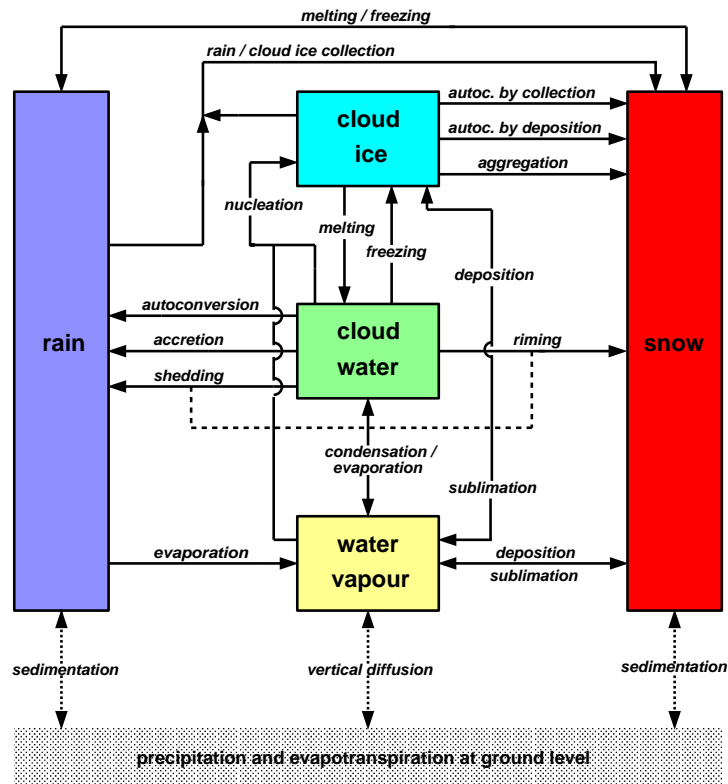 melting / freezing
rain / cloud ice collection
cloud
ice
autoc. by collection
autoc. by deposition
aggregation
nucleation
melting
freezing
deposition
autoconversion
rain
accretion
shedding
cloud
water
riming
snow
condensation /
evaporation
sublimation
evaporation
water
vapour
deposition
sublimation
sedimentation
vertical diffusion
sedimentation
precipitation and evapotranspiration at ground level